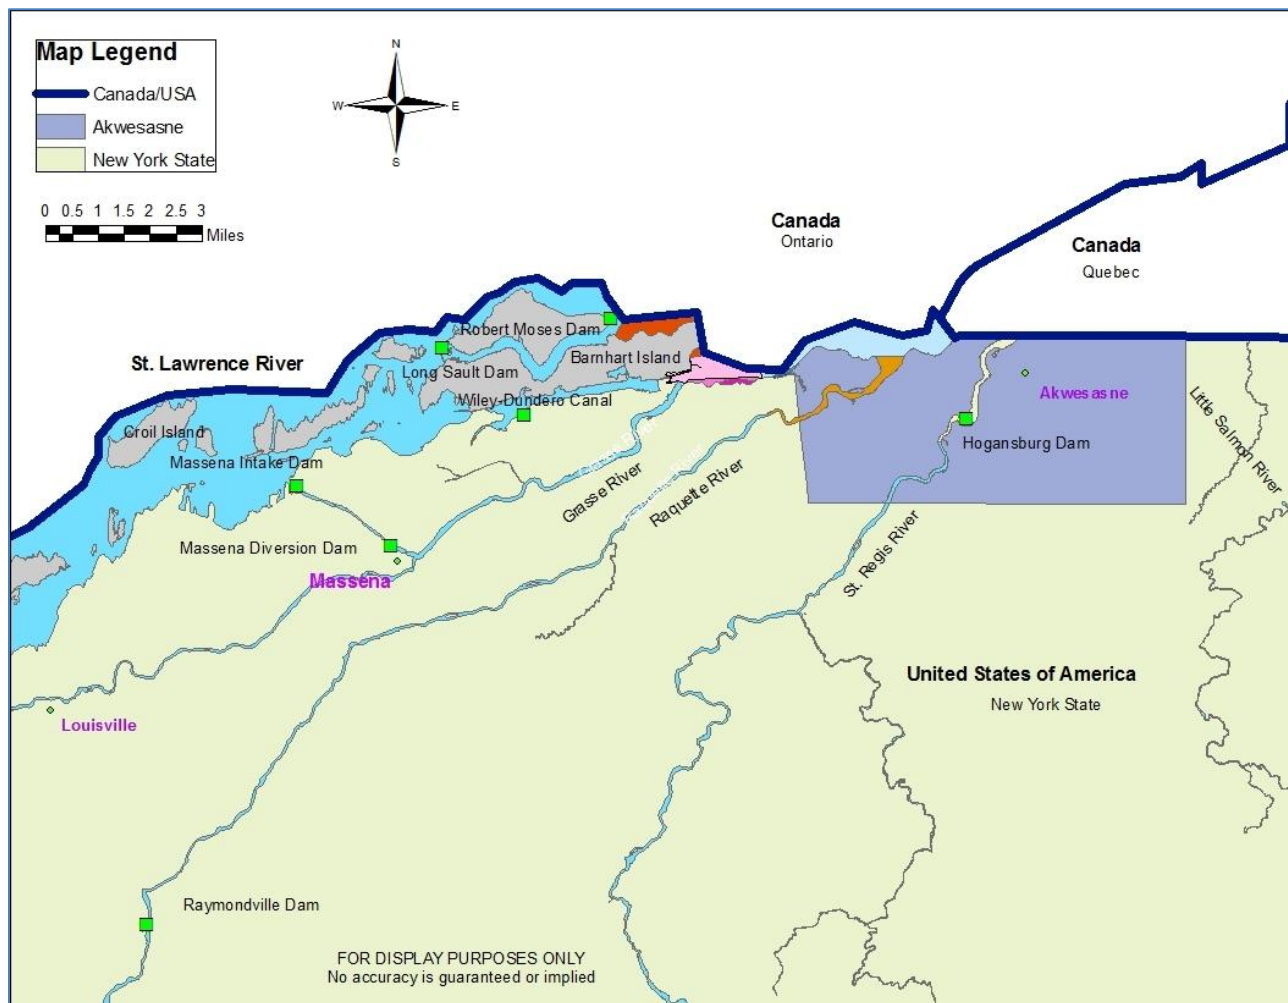 Map Legend
Canada/USA
Akwesasne
New York State
N
W
E
S
0 0.5 1 1.5 2 2.5 3
Miles
Canada
Ontario
Canada
Quebec
St. Lawrence River
Robert Moses Dam
Barnhart Island
Long Sault Dam
Wiley-Dundero Canal
Croil Island
Massena Intake Dam
Akwesasne
Hogansburg Dam
Little Salmon River
Grasse River
Raquette River
Massena Diversion Dam
Massena
St. Regis River
United States of America
New York State
Louisville
Raymondville Dam
FOR DISPLAY PURPOSES ONLY
No accuracy is guaranteed or implied